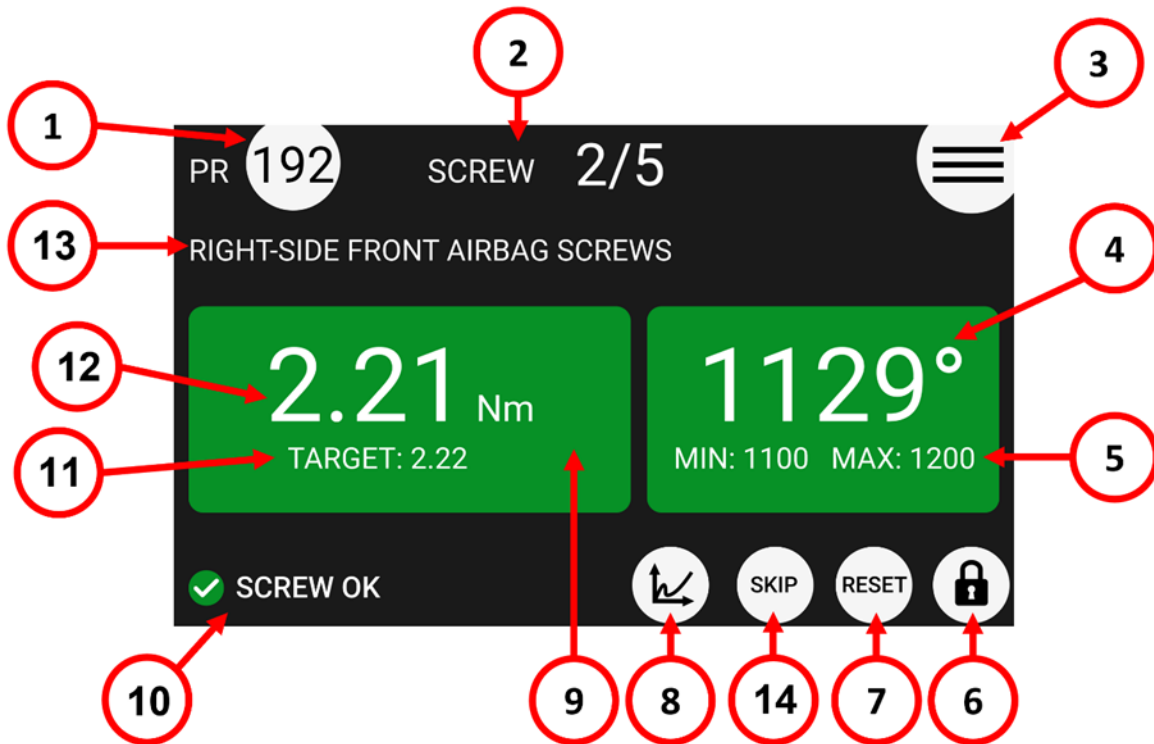 2
3
1
PR 192 SCREW 2/5
13
RIGHT-SIDE FRONT AIRBAG SCREWS
4
12
2.21 Nm
1129°
11
TARGET: 2.22
MIN: 1100 MAX: 1200
5
SCREW OK
SKIP
RESET
10
9
8
14
7
6